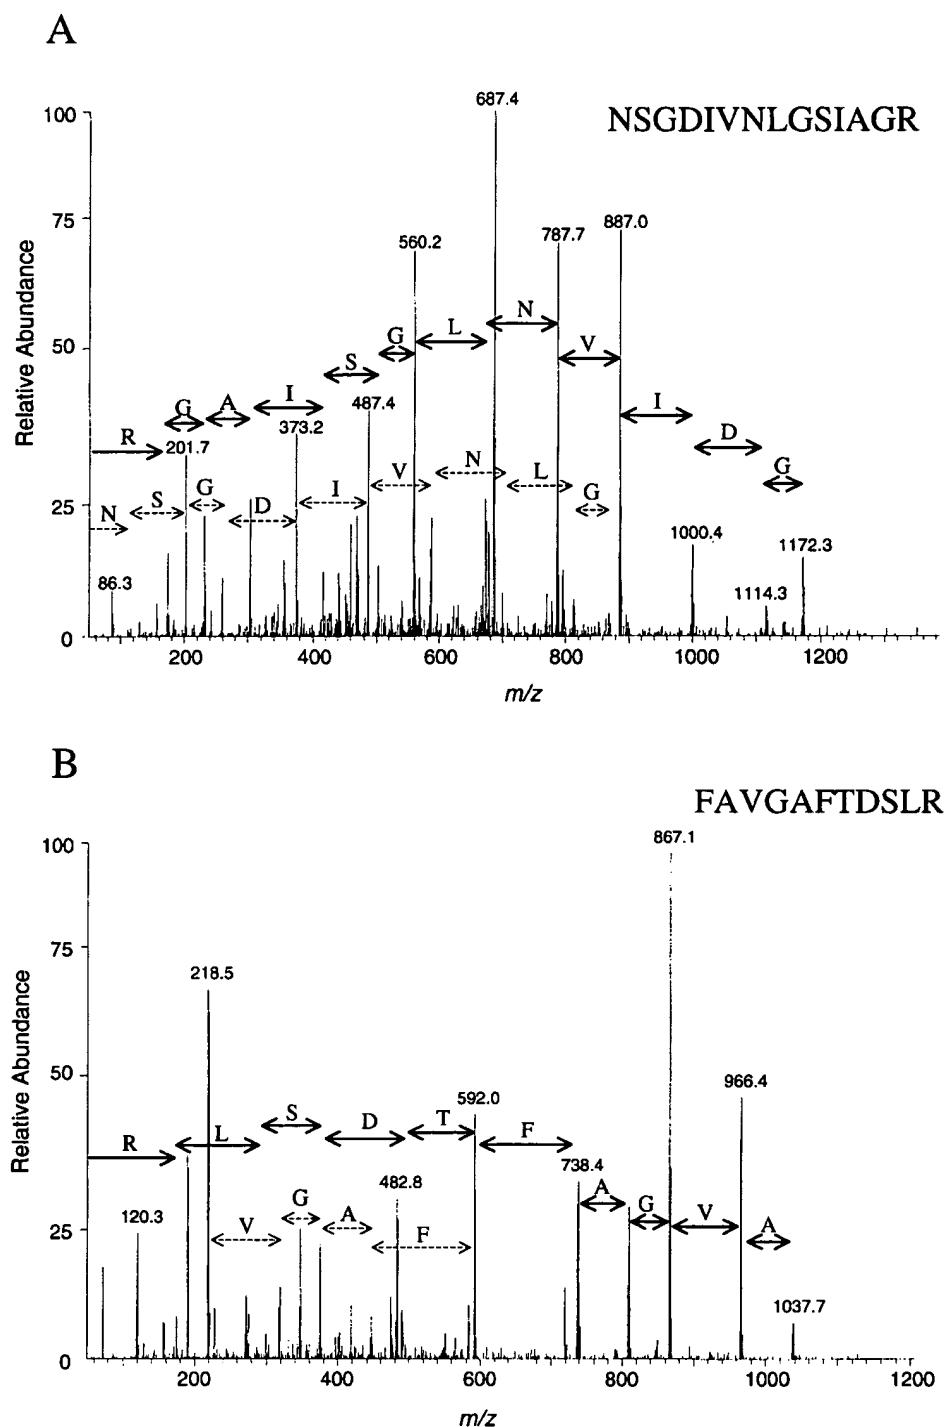 A
NSGDIVNLGSIAGR
687.4
100
887.0
787.7
560.2
75
N
G
L
V
50
S
I
I
A
G
487.4
R
373.2
201.7
D
G
N
V
L
I
G
S
D
G
N
25
1000.4
1172.3
86.3
1114.3
0
200
400
600
800
1000
1200
m/z
Relative Abundance
B
FAVGAFTDSLR
867.1
100
75
218.5
966.4
50
592.0
S
T
F
R
L
D
738.4
A
482.8
G
V
A
G
A
120.3
V
F
25
1037.7
0
200
400
600
800
1000
1200
m/z
Relative Abundance